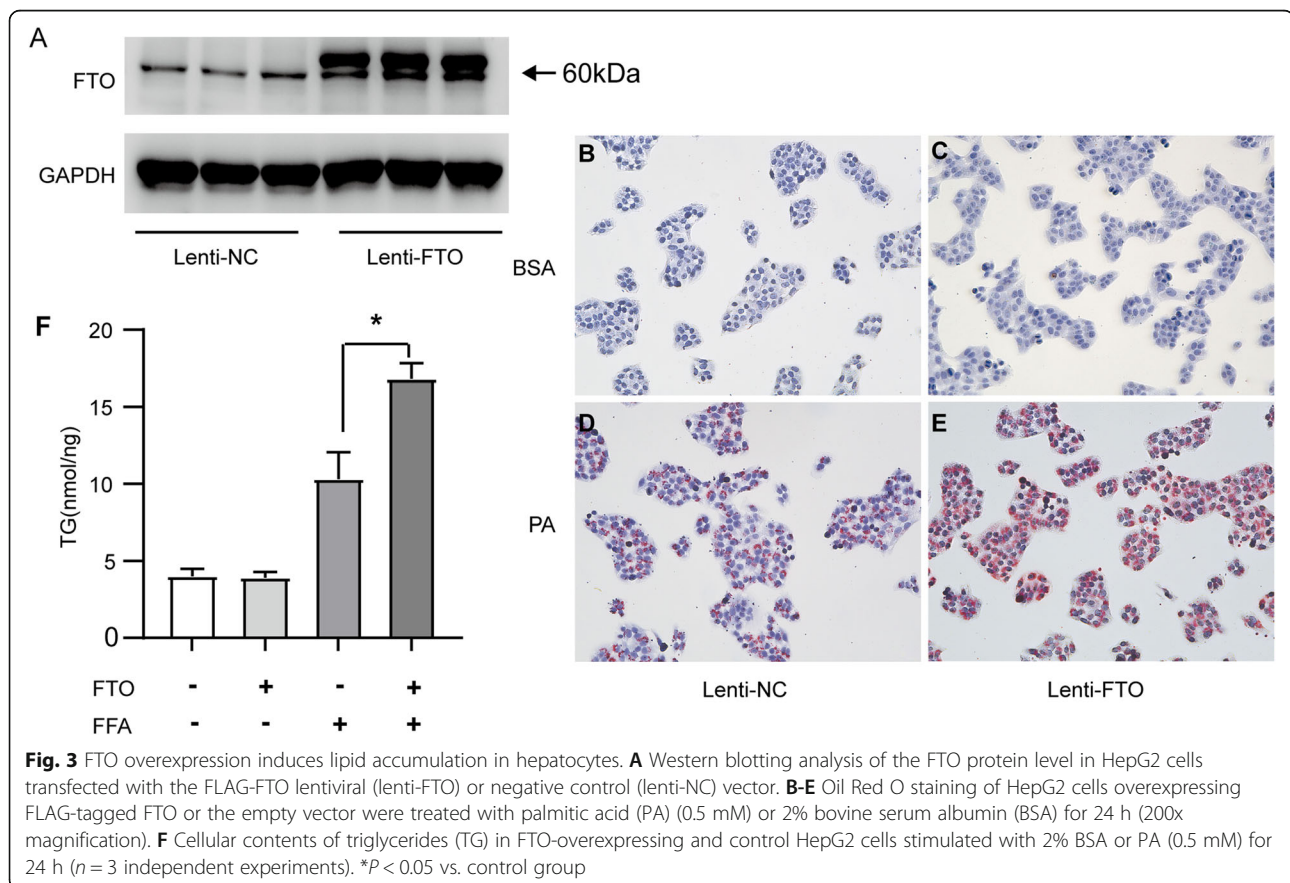 A
FTO
← 60kDa
GAPDH
Lenti-NC Lenti-FTO
B C
BSA
D E
PA
Lenti-NC Lenti-FTO
F
*
20
15
10
5
0
TG(nmol/ng)
FTO - + - +
FFA - - + +
Fig. 3 FTO overexpression induces lipid accumulation in hepatocytes. A Western blotting analysis of the FTO protein level in HepG2 cells
transfected with the FLAG-FTO lentiviral (lenti-FTO) or negative control (lenti-NC) vector. B-E Oil Red O staining of HepG2 cells overexpressing
FLAG-tagged FTO or the empty vector were treated with palmitic acid (PA) (0.5 mM) or 2% bovine serum albumin (BSA) for 24 h (200x
magnification). F Cellular contents of triglycerides (TG) in FTO-overexpressing and control HepG2 cells stimulated with 2% BSA or PA (0.5 mM) for
24 h (n = 3 independent experiments). *P < 0.05 vs. control group